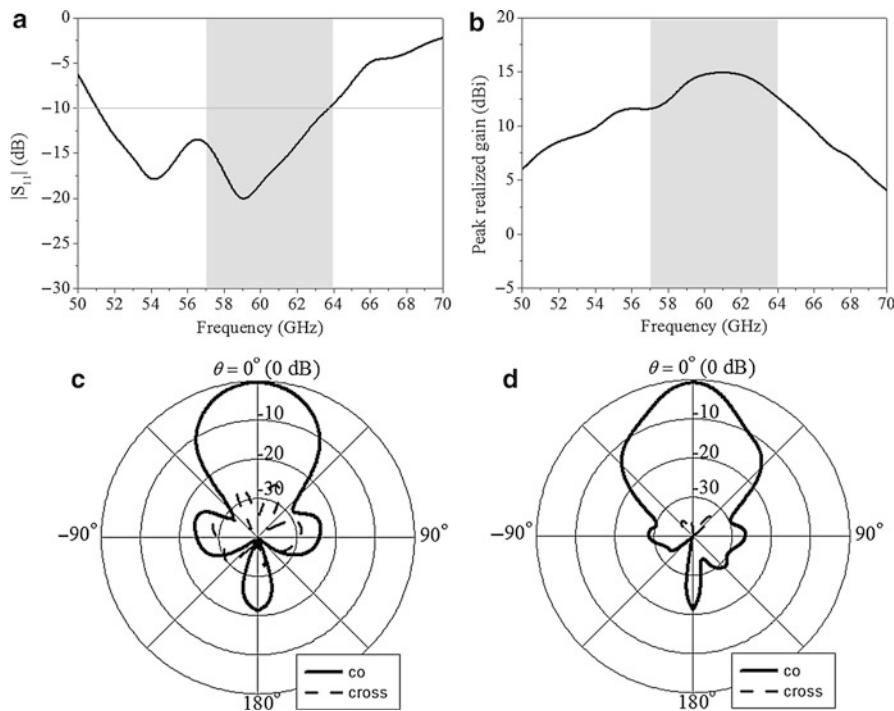 a
0
−5
−10
−15
−20
−25
−30
|S₁₁| (dB)
50 52 54 56 58 60 62 64 66 68 70
Frequency (GHz)
b
20
15
10
5
0
−5
Peak realized gain (dBi)
50 52 54 56 58 60 62 64 66 68 70
Frequency (GHz)
c
θ = 0° (0 dB)
-10
-20
-30
−90°
90°
180°
co
cross
d
θ = 0° (0 dB)
-10
-20
-30
−90°
90°
180°
co
cross